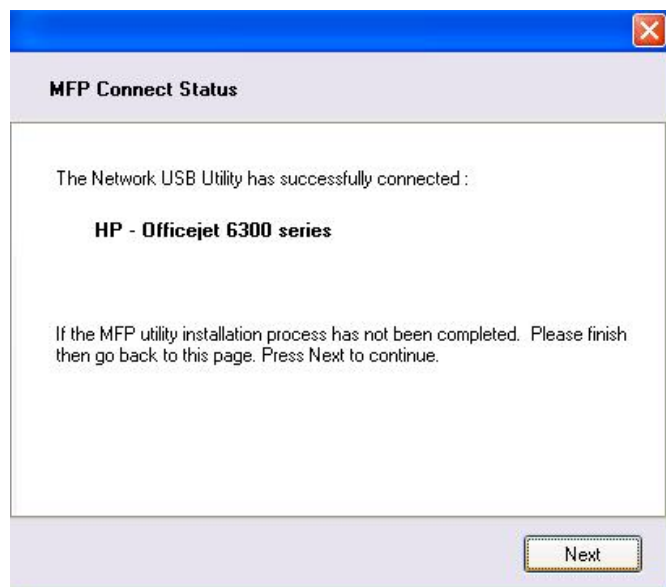 MFP Connect Status
The Network USB Utility has successfully connected :
HP - Officejet 6300 series
If the MFP utility installation process has not been completed.  Please finish
then go back to this page. Press Next to continue.
Next